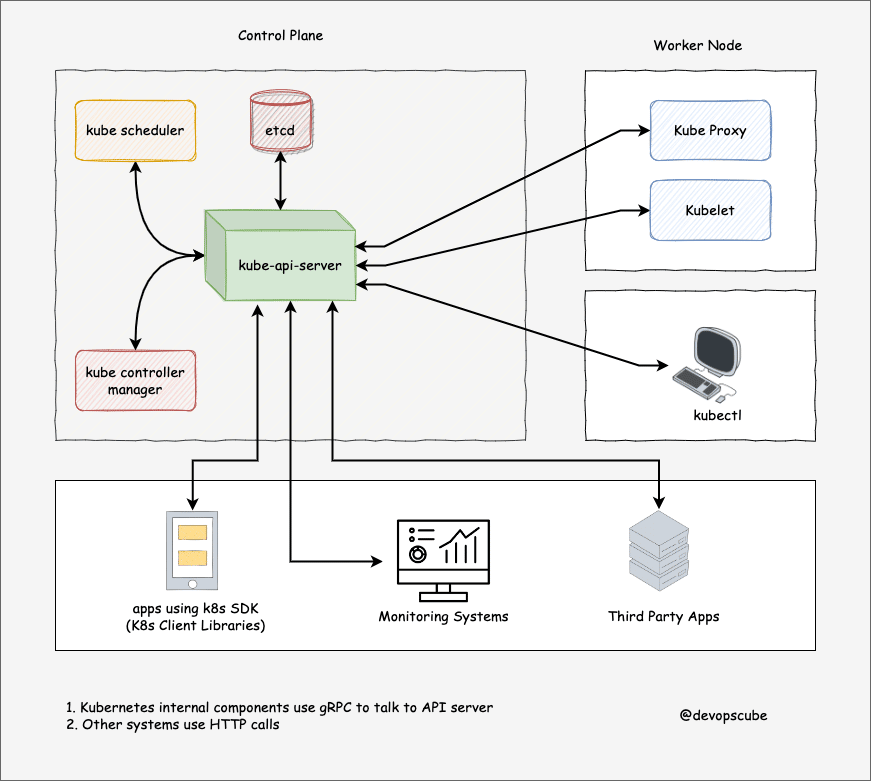 Control Plane
Worker Node
kube scheduler
etcd
Kube Proxy
Kubelet
kube-api-server
kube controller
manager
kubectl
apps using k8s SDK
(K8s Client Libraries)
Monitoring Systems
Third Party Apps
1. Kubernetes internal components use gRPC to talk to API server
2. Other systems use HTTP calls
@devopscube